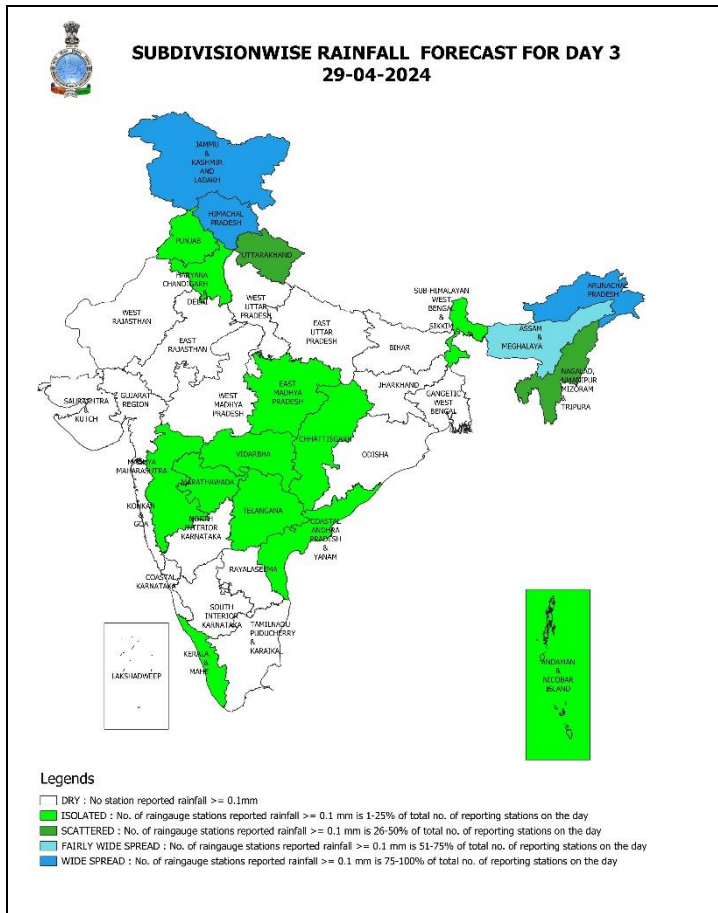 SUBDIVISIONWISE RAINFALL FORECAST FOR DAY 3
29-04-2024
JAMMU
&
KASHMIR
AND
LADAKH
HIMACHAL
PRADESH
PUNJAB
UTTARAKHAND
HARYANA
CHANDIGARH &
DELHI
WEST
RAJASTHAN
WEST
UTTAR
PRADESH
EAST
UTTAR
PRADESH
EAST
RAJASTHAN
BIHAR
SUB-HIMALAYAN
WEST
BENGAL
&
SIKKIM
ARUNACHAL
PRADESH
ASSAM
&
MEGHALAYA
MIZORAM
&
TRIPURA
SAURASHTRA
&
KUTCH
GUJARAT
REGION
WEST
MADHYA
PRADESH
EAST
MADHYA
PRADESH
JHARKHAND
GANGETIC
WEST
BENGAL
CHHATTISGARH
ODISHA
VIDARBHA
MAHARASHTRA
MARATHAWADA
TELANGANA
KONKAN
&
GOA
NORTH
INTERIOR
KARNATAKA
COASTAL
ANDHRA
PRADESH
&
YANAM
RAYALASEEMA
COASTAL
KARNATAKA
SOUTH
INTERIOR
KARNATAKA
TAMILNADU
PUDUCHERRY
&
KARAIKAL
KERALA
&
MAHE
LAKSHADWEEP
ANDAMAN
&
NICOBAR
ISLAND
Legends
DRY : No station reported rainfall >= 0.1mm
ISOLATED : No. of raingauge stations reported rainfall >= 0.1 mm is 1-25% of total no. of reporting stations on the day
SCATTERED : No. of raingauge stations reported rainfall >= 0.1 mm is 26-50% of total no. of reporting stations on the day
FAIRLY WIDE SPREAD : No. of raingauge stations reported rainfall >= 0.1 mm is 51-75% of total no. of reporting stations on the day
WIDE SPREAD : No. of raingauge stations reported rainfall >= 0.1 mm is 75-100% of total no. of reporting stations on the day